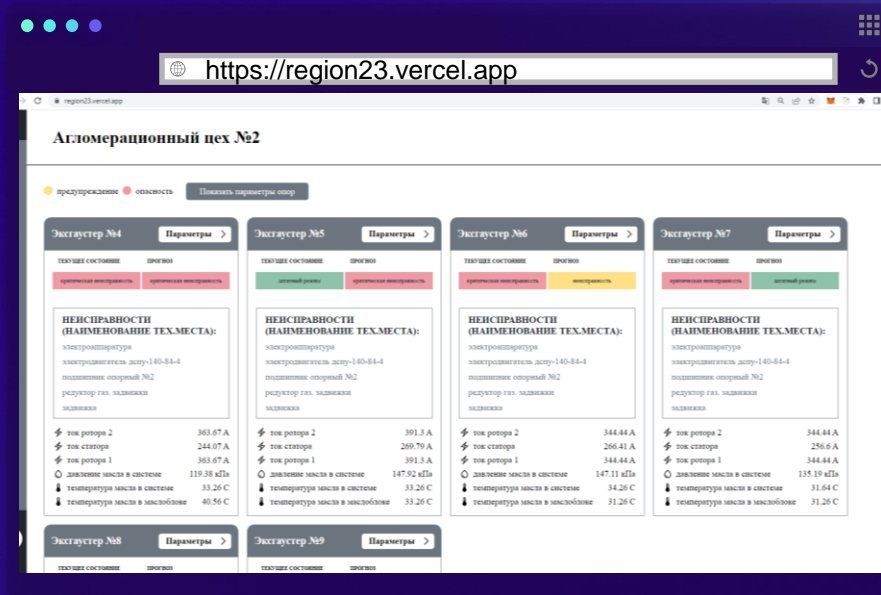 https://region23.vercel.app
region23.vercel.app
Агломерационный цех №2
предупреждение опасность Показать параметры опор
Эксгаустер №4 Параметры
ТЕКУЩЕЕ СОСТОЯНИЕ ПРОГНОЗ
критическая неисправность критическая неисправность
НЕИСПРАВНОСТИ
(НАИМЕНОВАНИЕ ТЕХ.МЕСТА):
электроаппаратура
электродвигатель дспу-140-84-4
подшипник опорный №2
редуктор газ. задвижки
задвижка
ток ротора 2 363.67 А
ток статора 244.07 А
ток ротора 1 363.67 А
давление масла в системе 119.38 кПа
температура масла в системе 33.26 С
температура масла в маслоблоке 40.56 С
Эксгаустер №5 Параметры
ТЕКУЩЕЕ СОСТОЯНИЕ ПРОГНОЗ
штатный режим критическая неисправность
НЕИСПРАВНОСТИ
(НАИМЕНОВАНИЕ ТЕХ.МЕСТА):
электроаппаратура
электродвигатель дспу-140-84-4
подшипник опорный №2
редуктор газ. задвижки
задвижка
ток ротора 2 391.3 А
ток статора 269.79 А
ток ротора 1 391.3 А
давление масла в системе 147.92 кПа
температура масла в системе 33.26 С
температура масла в маслоблоке 33.26 С
Эксгаустер №6 Параметры
ТЕКУЩЕЕ СОСТОЯНИЕ ПРОГНОЗ
критическая неисправность неисправность
НЕИСПРАВНОСТИ
(НАИМЕНОВАНИЕ ТЕХ.МЕСТА):
электроаппаратура
электродвигатель дспу-140-84-4
подшипник опорный №2
редуктор газ. задвижки
задвижка
ток ротора 2 344.44 А
ток статора 266.41 А
ток ротора 1 344.44 А
давление масла в системе 147.11 кПа
температура масла в системе 34.26 С
температура масла в маслоблоке 31.26 С
Эксгаустер №7 Параметры
ТЕКУЩЕЕ СОСТОЯНИЕ ПРОГНОЗ
критическая неисправность штатный режим
НЕИСПРАВНОСТИ
(НАИМЕНОВАНИЕ ТЕХ.МЕСТА):
электроаппаратура
электродвигатель дспу-140-84-4
подшипник опорный №2
редуктор газ. задвижки
задвижка
ток ротора 2 344.44 А
ток статора 256.6 А
ток ротора 1 344.44 А
давление масла в системе 135.19 кПа
температура масла в системе 31.64 С
температура масла в маслоблоке 31.26 С
Эксгаустер №8 Параметры
ТЕКУЩЕЕ СОСТОЯНИЕ ПРОГНОЗ
Эксгаустер №9 Параметры
ТЕКУЩЕЕ СОСТОЯНИЕ ПРОГНОЗ